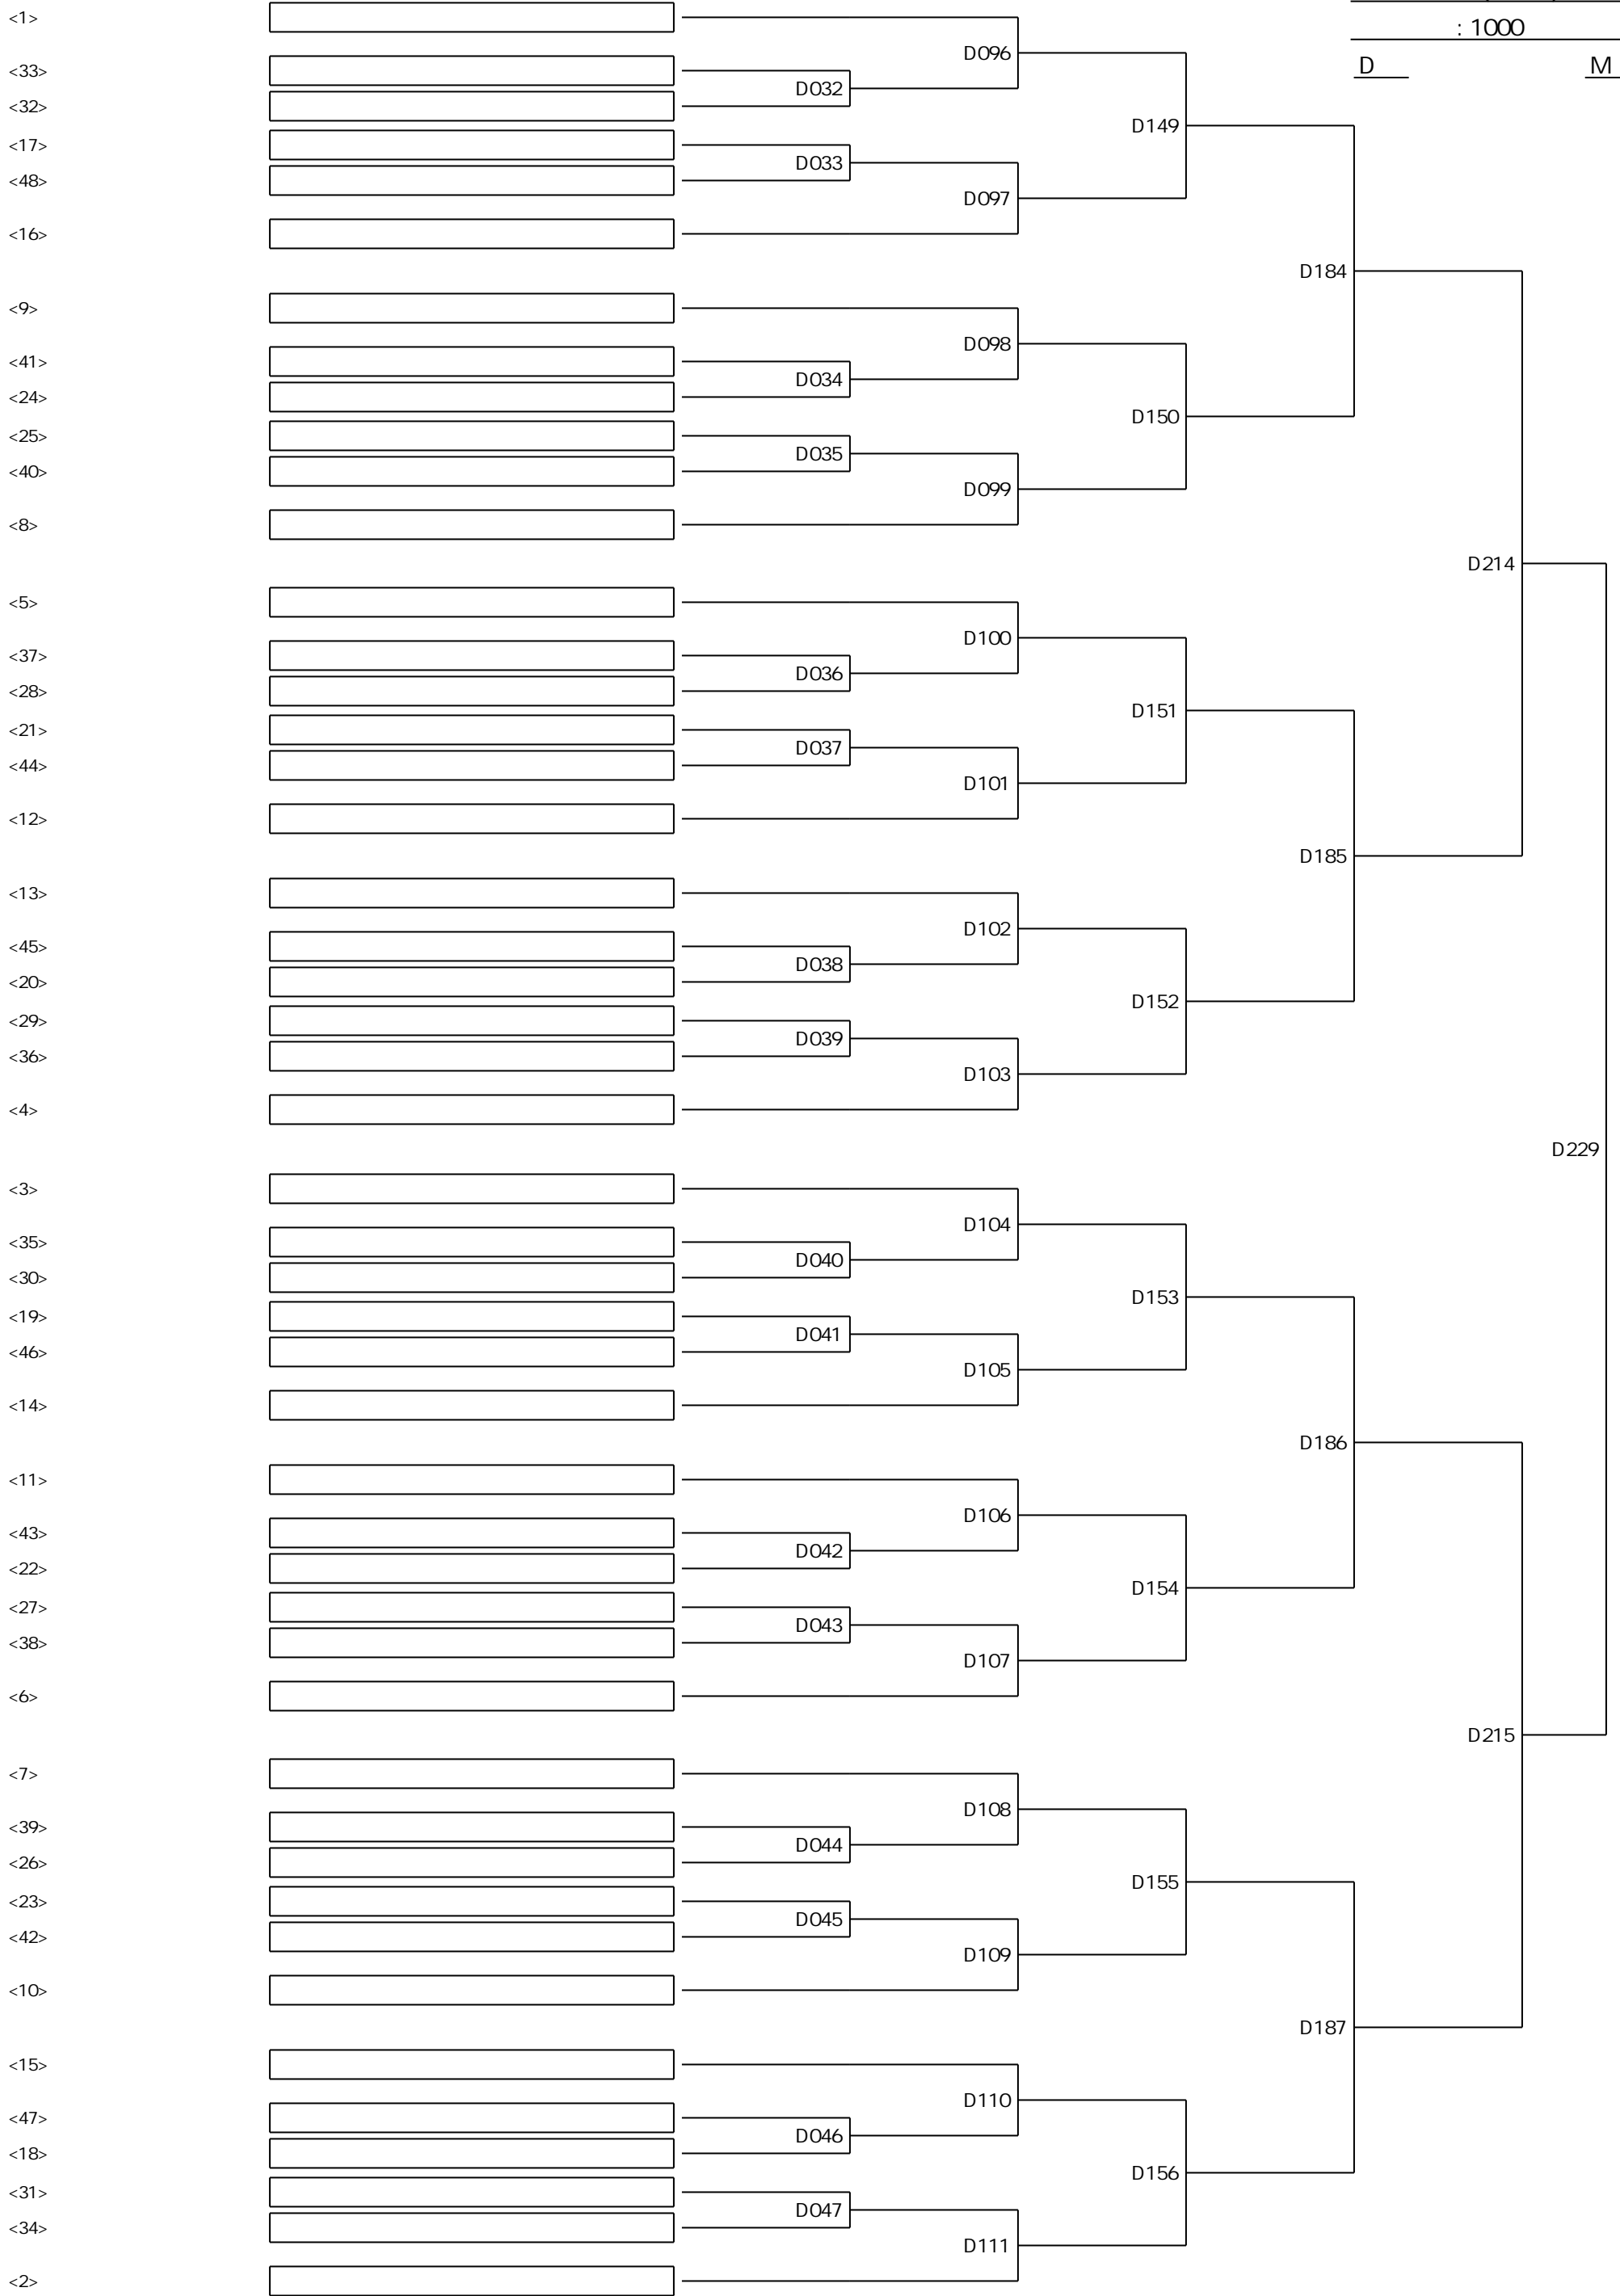 <1>
: 1000
D096
D M
<33>
D032
<32>
D149
<17>
D033
<48>
D097
<16>
D184
<9>
D098
<41>
D034
<24>
D150
<25>
D035
<40>
D099
<8>
D214
<5>
D100
<37>
D036
<28>
D151
<21>
D037
<44>
D101
<12>
D185
<13>
D102
<45>
D038
<20>
D152
<29>
D039
<36>
D103
<4>
D229
<3>
D104
<35>
D040
<30>
D153
<19>
D041
<46>
D105
<14>
D186
<11>
D106
<43>
D042
<22>
D154
<27>
D043
<38>
D107
<6>
D215
<7>
D108
<39>
D044
<26>
D155
<23>
D045
<42>
D109
<10>
D187
<15>
D110
<47>
D046
<18>
D156
<31>
D047
<34>
D111
<2>